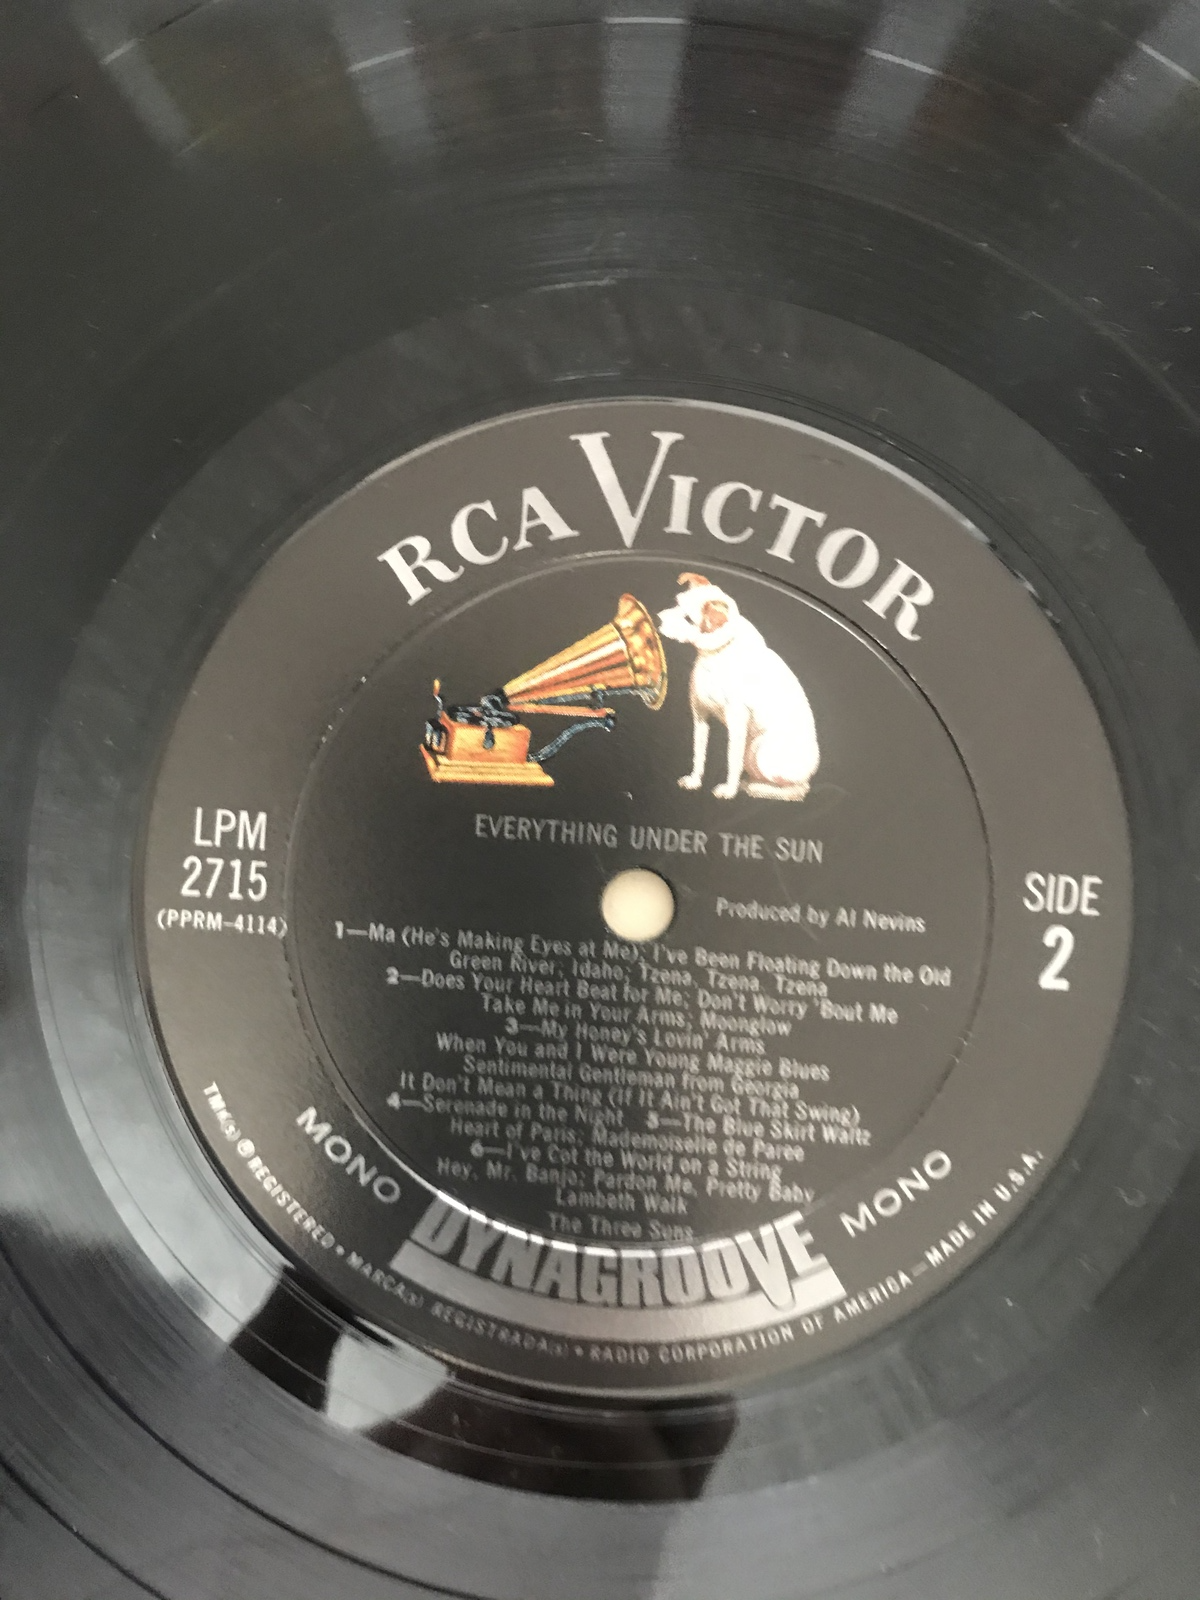 RCA VICTOR
EVERYTHING UNDER THE SUN
LPM
2715
(PPRM-4114)
SIDE
2
Produced by Al Nevins
1—Ma (He's Making Eyes at Me); I've Been Floating Down the Old
Green River; Idaho; Tzena, Tzena, Tzena
2—Does Your Heart Beat for Me; Don't Worry 'Bout Me
Take Me in Your Arms; Moonglow
3—My Honey's Lovin' Arms
When You and I Were Young Maggie Blues
Sentimental Gentleman from Georgia
It Don't Mean a Thing (If It Ain't Got That Swing)
4—Serenade in the Night 5—The Blue Skirt Waltz
Heart of Paris; Mademoiselle de Paree
6—I've Got the World on a String
Hey, Mr. Banjo; Pardon Me, Pretty Baby
Lambeth Walk
The Three Suns
MONO
DYNAGROOVE
MONO
TMK(s) ® REGISTERED • MARCA(s) REGISTRADA(s) • RADIO CORPORATION OF AMERICA—MADE IN U.S.A.